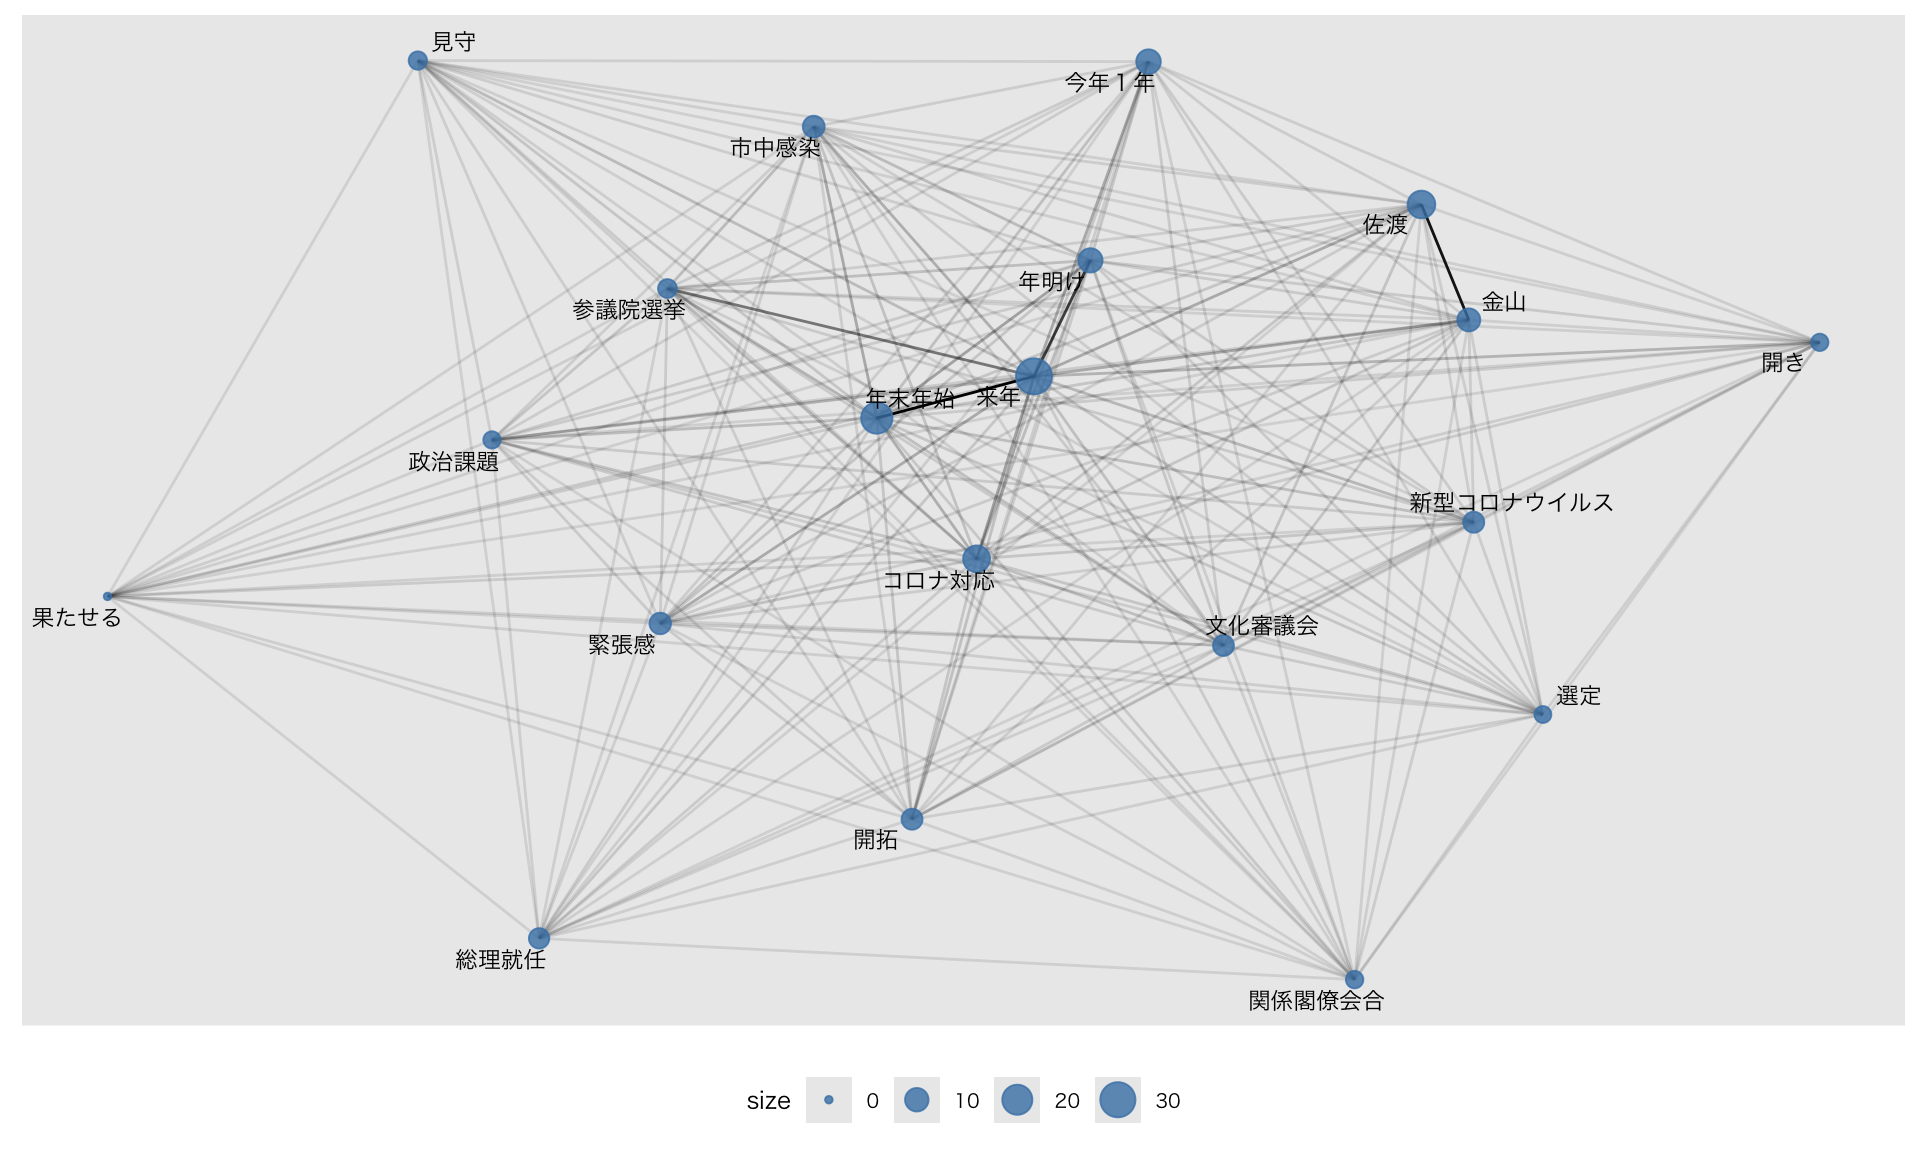 見守
今年１年
市中感染
佐渡
年明け
参議院選挙
金山
開き
年末年始
来年
政治課題
新型コロナウイルス
コロナ対応
果たせる
緊張感
文化審議会
選定
開拓
総理就任
関係閣僚会合
size 0 10 20 30